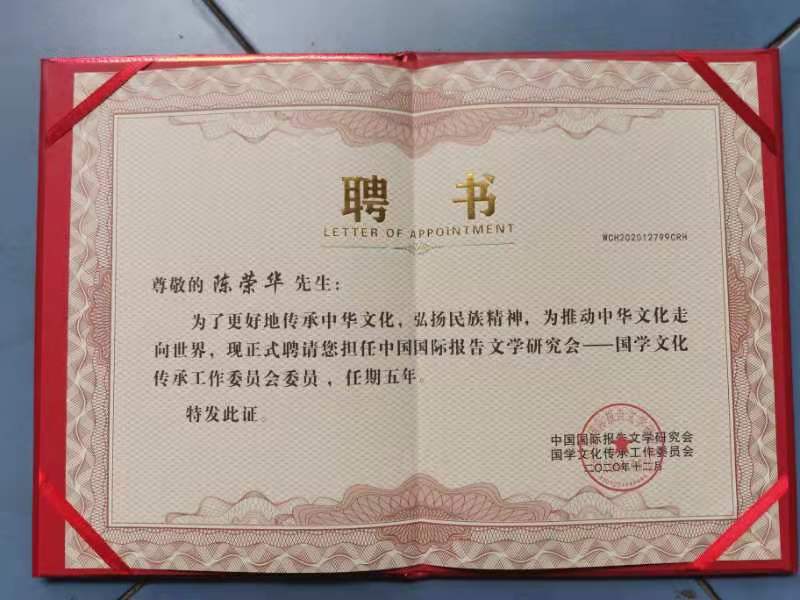 聘 书
LETTER OF APPOINTMENT
WCH202012799CRH
尊敬的 陈荣华 先生：
为了更好地传承中华文化，弘扬民族精神，为推动中华文化走
向世界，现正式聘请您担任中国国际报告文学研究会——国学文化
传承工作委员会委员，任期五年。
特发此证。
中国国际报告文学研究会
国学文化传承工作委员会
二〇二〇年十二月